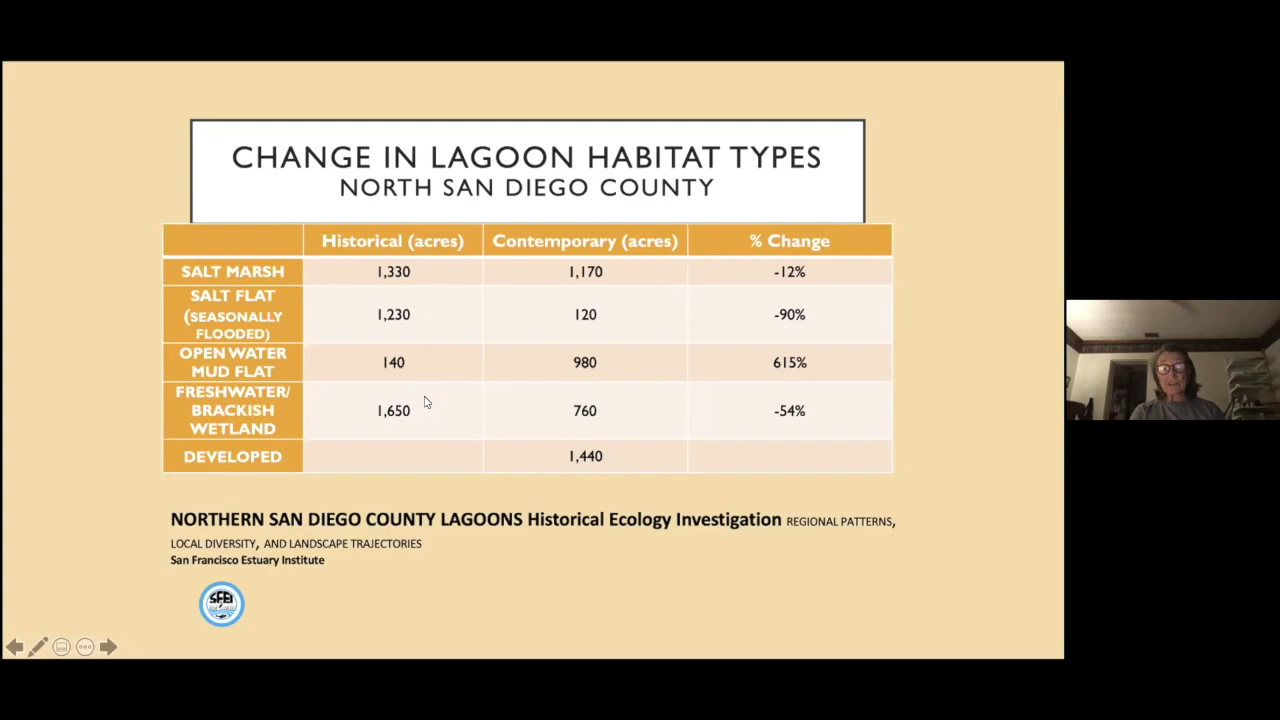 CHANGE IN LAGOON HABITAT TYPES
NORTH SAN DIEGO COUNTY
Historical (acres) Contemporary (acres) % Change
SALT MARSH 1,330 1,170 -12%
SALT FLAT
(SEASONALLY
FLOODED) 1,230 120 -90%
OPEN WATER
MUD FLAT 140 980 615%
FRESHWATER/
BRACKISH
WETLAND 1,650 760 -54%
DEVELOPED 1,440
NORTHERN SAN DIEGO COUNTY LAGOONS Historical Ecology Investigation REGIONAL PATTERNS,
LOCAL DIVERSITY, AND LANDSCAPE TRAJECTORIES
San Francisco Estuary Institute
SFEI